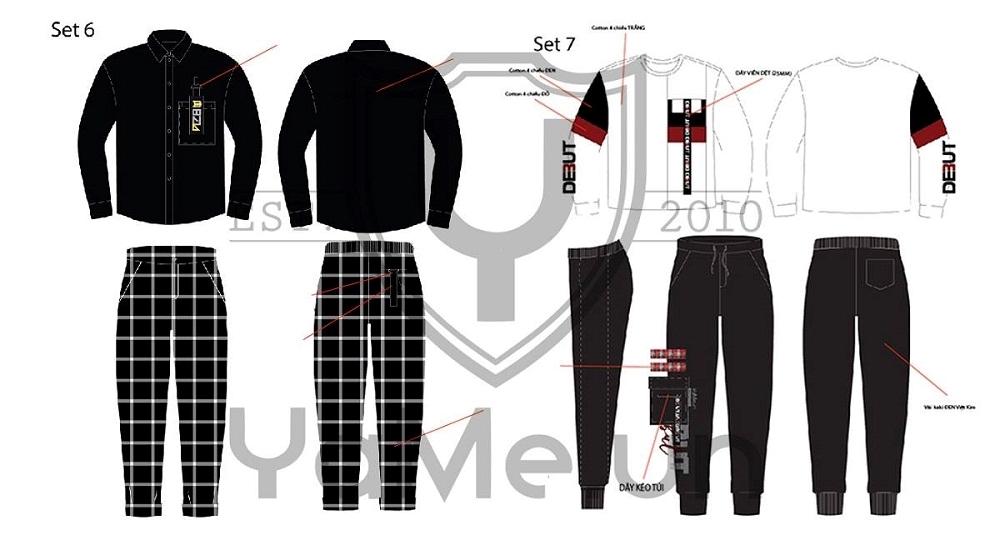 Set 6
Set 7
Cotton 4 chiều TRẮNG
Cotton 4 chiều ĐEN
Cotton 4 chiều ĐỎ
DÂY VIỀN DỆT (25MM)
DEBUT
DEBUT
EST.
2010
Vải kaki ĐEN Việt Kim
DÂY KÉO TÚI
YaMe.vn